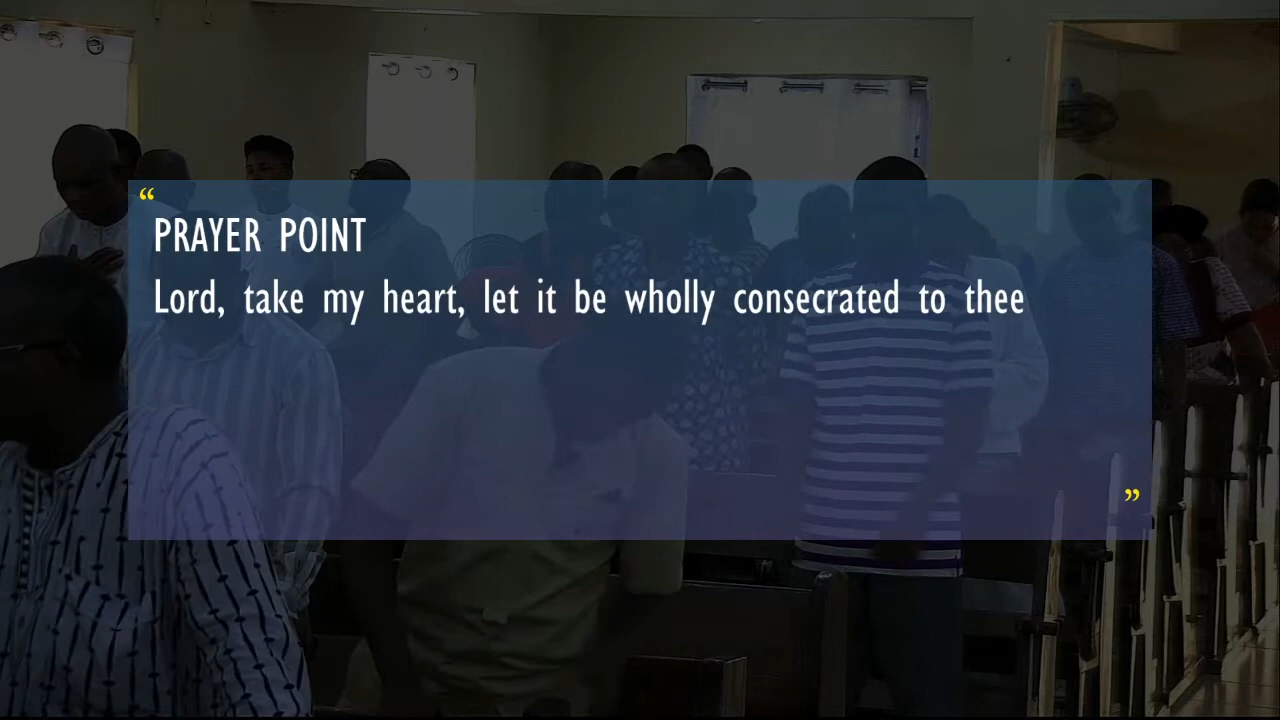 “
PRAYER POINT
Lord, take my heart, let it be wholly consecrated to thee
”